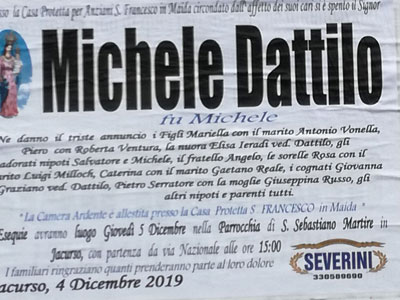 so la Casa Protetta per Anziani S. Francesco in Maida circondato dall'affetto dei suoi cari si è spento il Signor
Michele Dattilo
fu Michele
Ne danno il triste annuncio i Figli Mariella con il marito Antonio Vonella,
Piero con Roberta Ventura, la nuora Elisa Ieradi ved. Dattilo, gli
adorati nipoti Salvatore e Michele, il fratello Angelo, le sorelle Rosa con il
rito Luigi Milloch, Caterina con il marito Gaetano Reale, i cognati Giovanna
Graziano ved. Dattilo, Pietro Serratore con la moglie Giuseppina Russo, gli
altri nipoti e parenti tutti.
"La Camera Ardente è allestita presso la Casa Protetta S FRANCESCO in Maida"
Esequie avranno luogo Giovedì 5 Dicembre nella Parrocchia di S. Sebastiano Martire in
Jacurso, con partenza da via Nazionale alle ore 15:00
I familiari ringraziano quanti prenderanno parte al loro dolore
acurso, 4 Dicembre 2019
SEVERINI